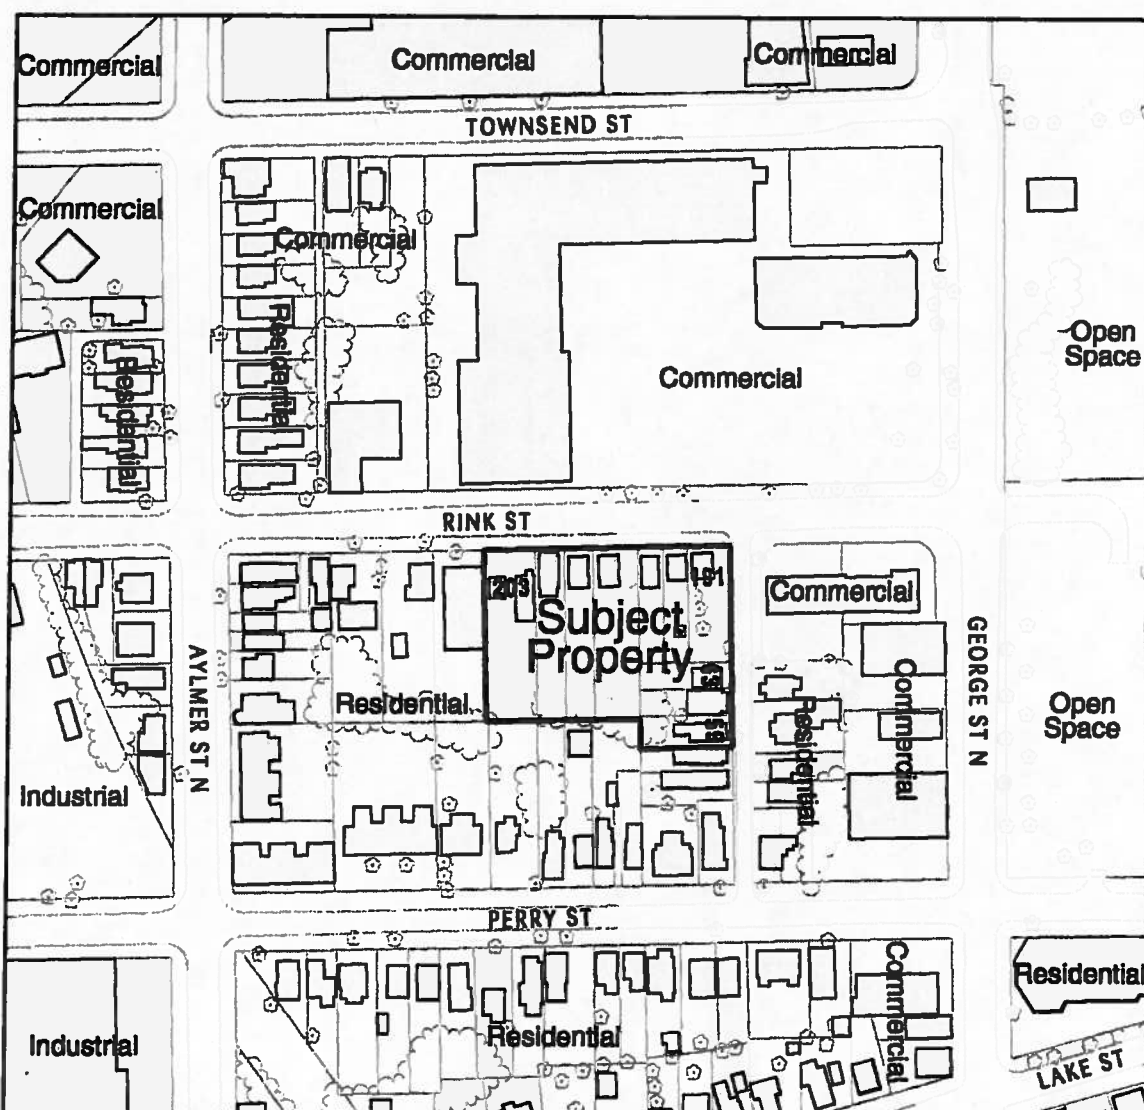 Commercial
Commercial
Commercial
TOWNSEND ST
Commercial
Commercial
Residential
Residential
Commercial
Open
Space
RINK ST
203
191
Subject
Property
Commercial
Residential
Residential
Commercial
GEORGE ST N
AYLMER ST N
Open
Space
Industrial
59
PERRY ST
Industrial
Residential
Commercial
Residential
LAKE ST